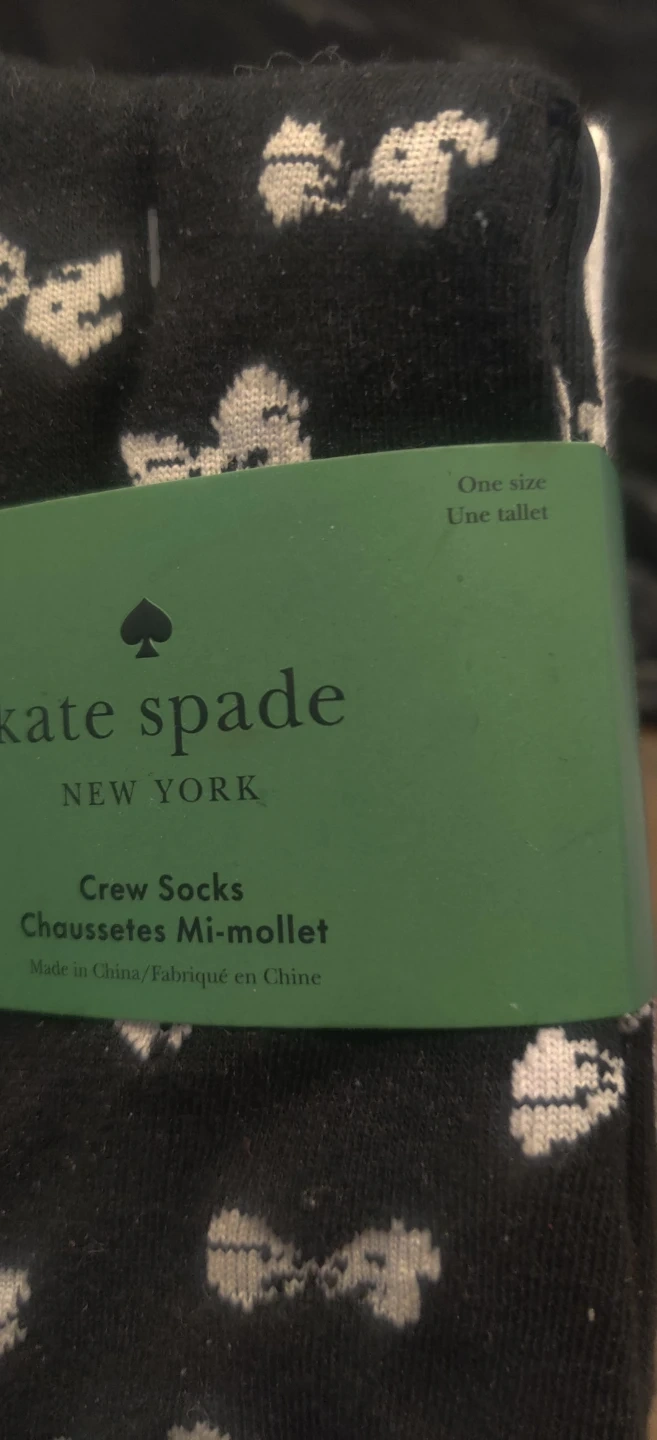 One size
Une tallet
kate spade
NEW YORK
Crew Socks
Chaussetes Mi-mollet
Made in China/Fabriqué en Chine